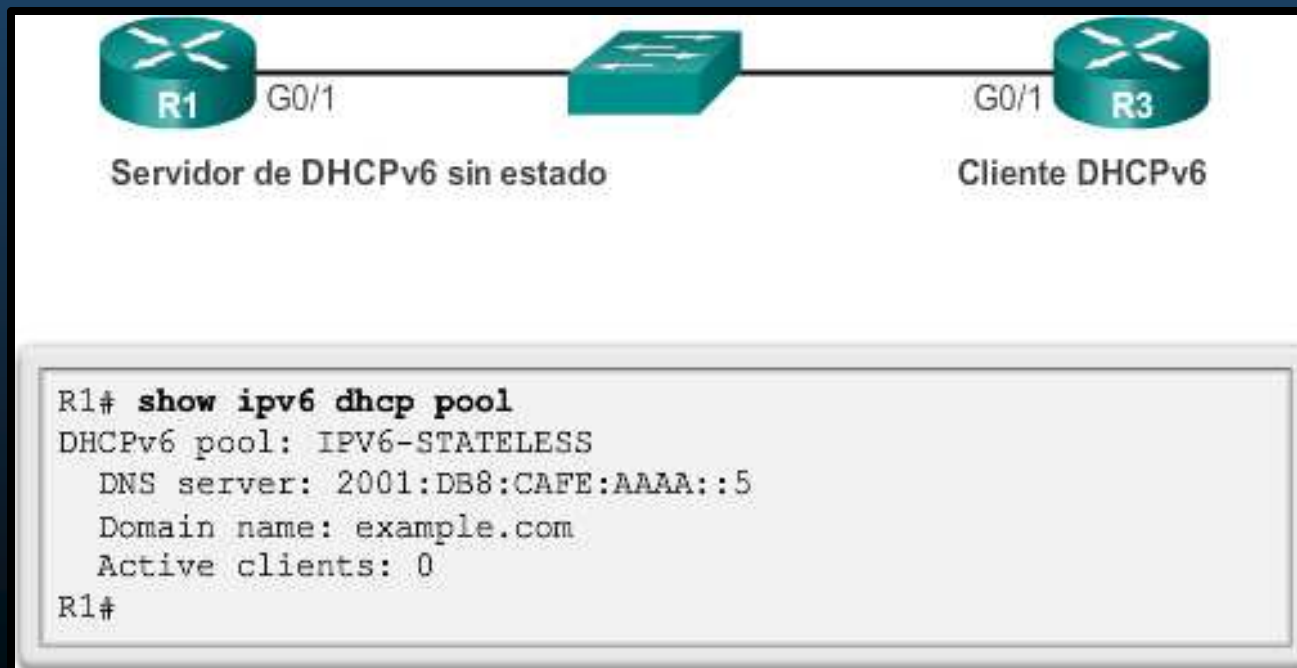 R1 G0/1 G0/1 R3
Servidor de DHCPv6 sin estado Cliente DHCPv6
R1# show ipv6 dhcp pool
DHCPv6 pool: IPV6-STATELESS
DNS server: 2001:DB8:CAFE:AAAA::5
Domain name: example.com
Active clients: 0
R1#